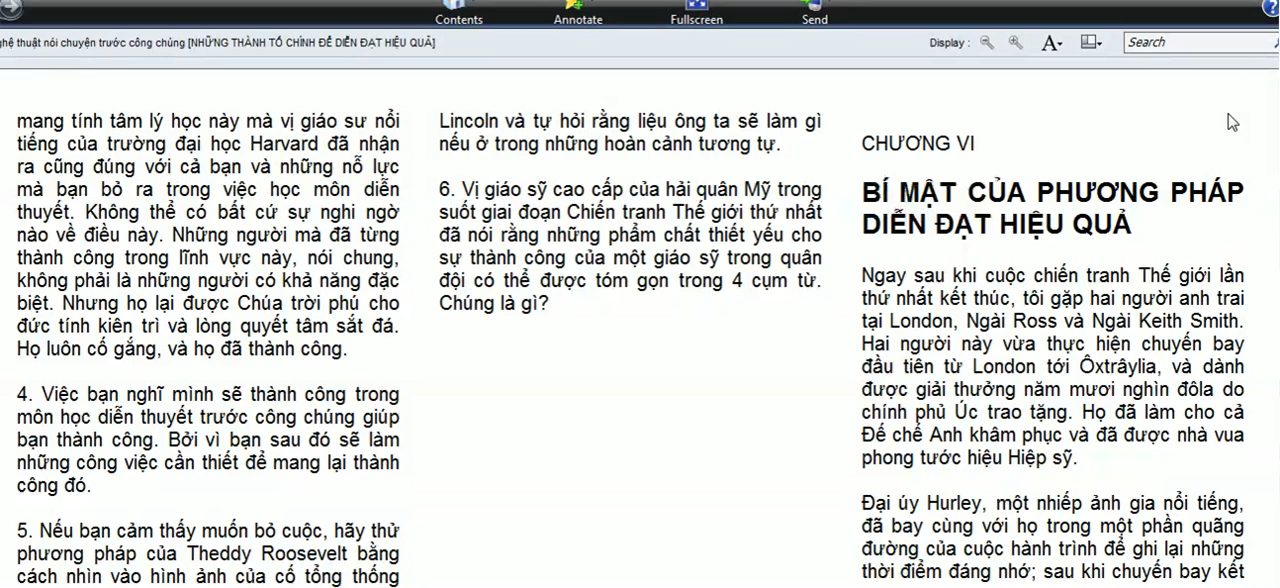 Contents
Annotate
Fullscreen
Send
thuật nói chuyện trước công chúng [NHỮNG THÀNH TỐ CHÍNH ĐỂ DIỄN ĐẠT HIỆU QUẢ]
Display :
A
Search
mang tính tâm lý học này mà vị giáo sư nổi
tiếng của trường đại học Harvard đã nhận
ra cũng đúng với cả bạn và những nỗ lực
mà bạn bỏ ra trong việc học môn diễn
thuyết. Không thể có bất cứ sự nghi ngờ
nào về điều này. Những người mà đã từng
thành công trong lĩnh vực này, nói chung,
không phải là những người có khả năng đặc
biệt. Nhưng họ lại được Chúa trời phú cho
đức tính kiên trì và lòng quyết tâm sắt đá.
Họ luôn cố gắng, và họ đã thành công.
4. Việc bạn nghĩ mình sẽ thành công trong
môn học diễn thuyết trước công chúng giúp
bạn thành công. Bởi vì bạn sau đó sẽ làm
những công việc cần thiết để mang lại thành
công đó.
5. Nếu bạn cảm thấy muốn bỏ cuộc, hãy thử
phương pháp của Theddy Roosevelt bằng
cách nhìn vào hình ảnh của cố tổng thống
Lincoln và tự hỏi rằng liệu ông ta sẽ làm gì
nếu ở trong những hoàn cảnh tương tự.
6. Vị giáo sỹ cao cấp của hải quân Mỹ trong
suốt giai đoạn Chiến tranh Thế giới thứ nhất
đã nói rằng những phẩm chất thiết yếu cho
sự thành công của một giáo sỹ trong quân
đội có thể được tóm gọn trong 4 cụm từ.
Chúng là gì?
CHƯƠNG VI
BÍ MẬT CỦA PHƯƠNG PHÁP
DIỄN ĐẠT HIỆU QUẢ
Ngay sau khi cuộc chiến tranh Thế giới lần
thứ nhất kết thúc, tôi gặp hai người anh trai
tại London, Ngài Ross và Ngài Keith Smith.
Hai người này vừa thực hiện chuyến bay
đầu tiên từ London tới Ôxtrâylia, và dành
được giải thưởng năm mươi nghìn đôla do
chính phủ Úc trao tặng. Họ đã làm cho cả
Đế chế Anh khâm phục và đã được nhà vua
phong tước hiệu Hiệp sỹ.
Đại úy Hurley, một nhiếp ảnh gia nổi tiếng,
đã bay cùng với họ trong một phần quãng
đường của cuộc hành trình để ghi lại những
thời điểm đáng nhớ; sau khi chuyến bay kết